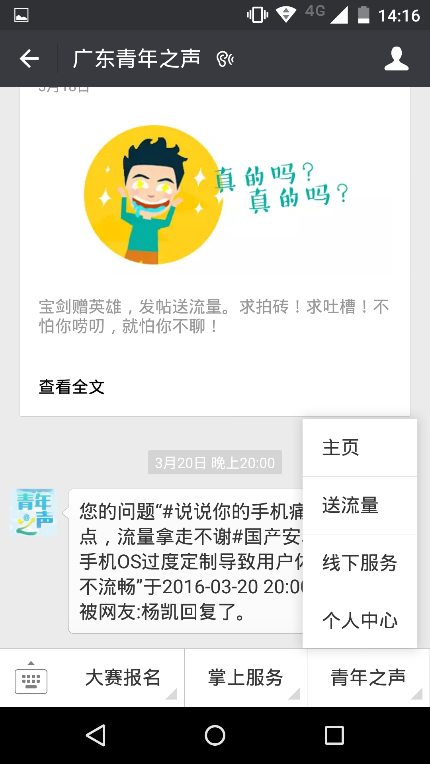 4G 14:16
广东青年之声
3月18日
真的吗？
真的吗？
宝剑赠英雄，发帖送流量。求拍砖！求吐槽！不
怕你唠叨，就怕你不聊！
查看全文
3月20日 晚上20:00
青年
之声
您的问题“#说说你的手机痛
点，流量拿走不谢#国产安
手机OS过度定制导致用户体
不流畅”于2016-03-20 20:00
被网友:杨凯回复了。
主页
送流量
线下服务
个人中心
大赛报名
掌上服务
青年之声